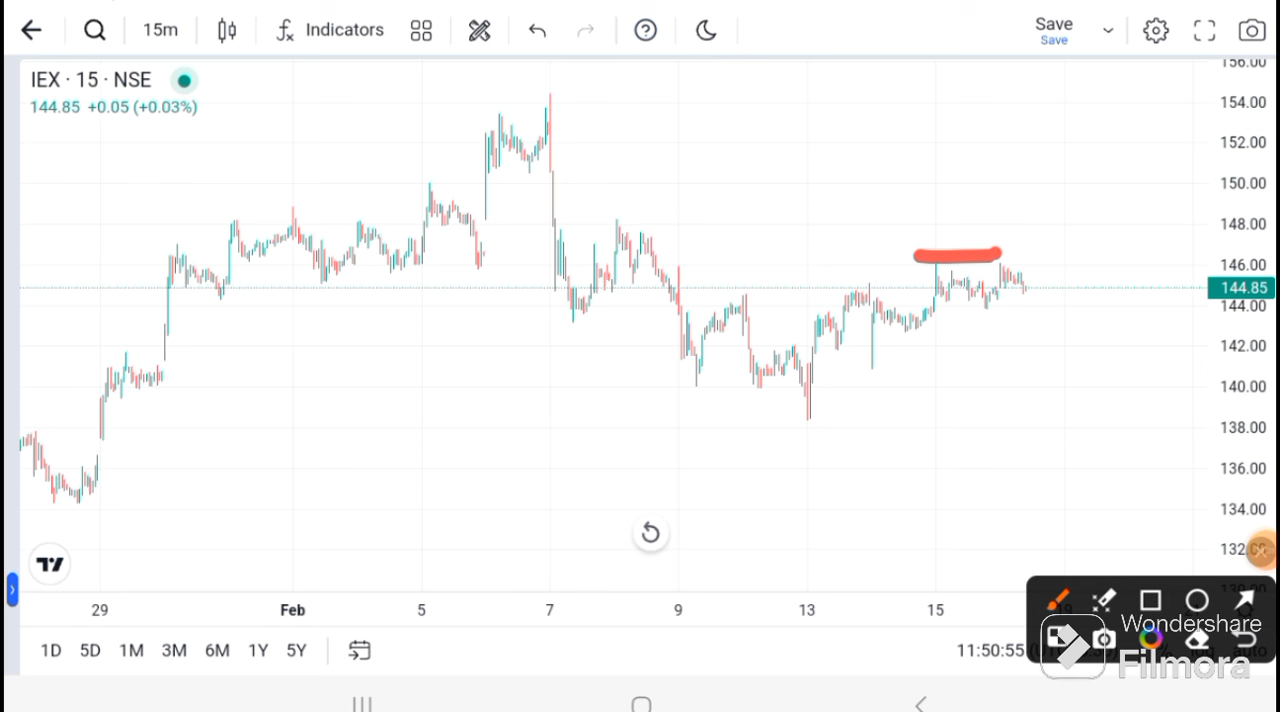 15m Indicators Save
Save
IEX · 15 · NSE
144.85 +0.05 (+0.03%)
156.00
154.00
152.00
150.00
148.00
146.00
144.85
144.00
142.00
140.00
138.00
136.00
134.00
132.00
29 Feb 5 7 9 13 15
1D 5D 1M 3M 6M 1Y 5Y
11:50:55
Wondershare
Filmora